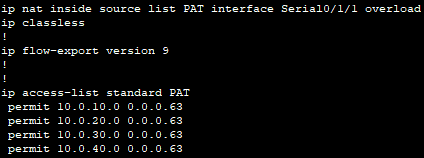 ip nat inside source list PAT interface Serial0/1/1 overload
ip classless
!
ip flow-export version 9
!
!
ip access-list standard PAT
 permit 10.0.10.0 0.0.0.63
 permit 10.0.20.0 0.0.0.63
 permit 10.0.30.0 0.0.0.63
 permit 10.0.40.0 0.0.0.63